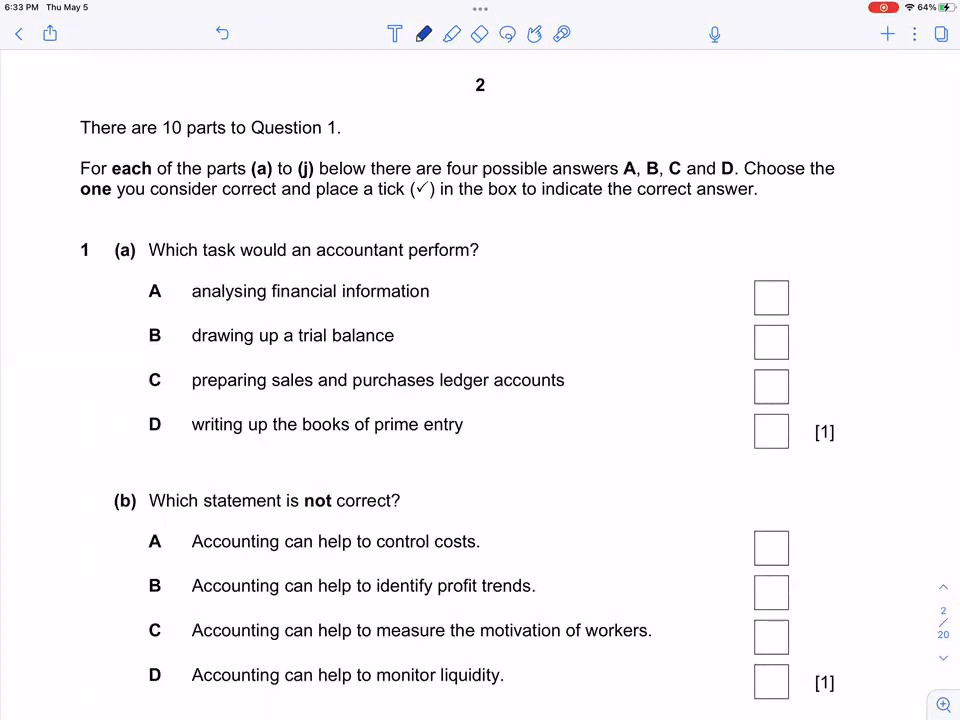 6:33 PM Thu May 5
64%
2
There are 10 parts to Question 1.
For each of the parts (a) to (j) below there are four possible answers A, B, C and D. Choose the
one you consider correct and place a tick (✓) in the box to indicate the correct answer.
1 (a) Which task would an accountant perform?
A analysing financial information
B drawing up a trial balance
C preparing sales and purchases ledger accounts
D writing up the books of prime entry
[1]
(b) Which statement is not correct?
A Accounting can help to control costs.
B Accounting can help to identify profit trends.
C Accounting can help to measure the motivation of workers.
D Accounting can help to monitor liquidity.
[1]
2
/
20